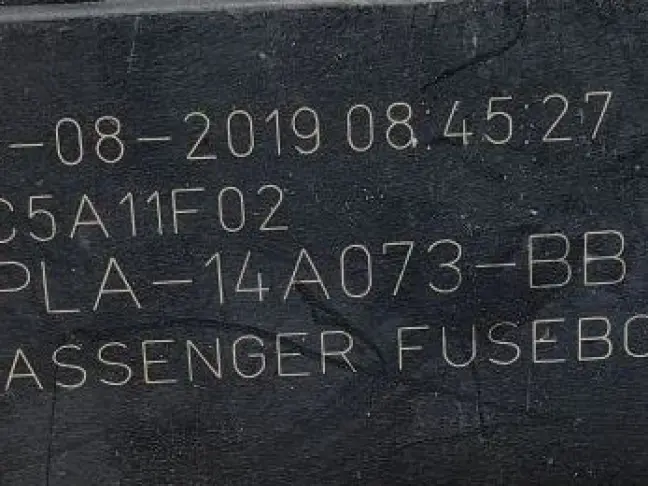 -08-2019 08:45:27
C5A11F02
PLA-14A073-BB
ASSENGER FUSEBO